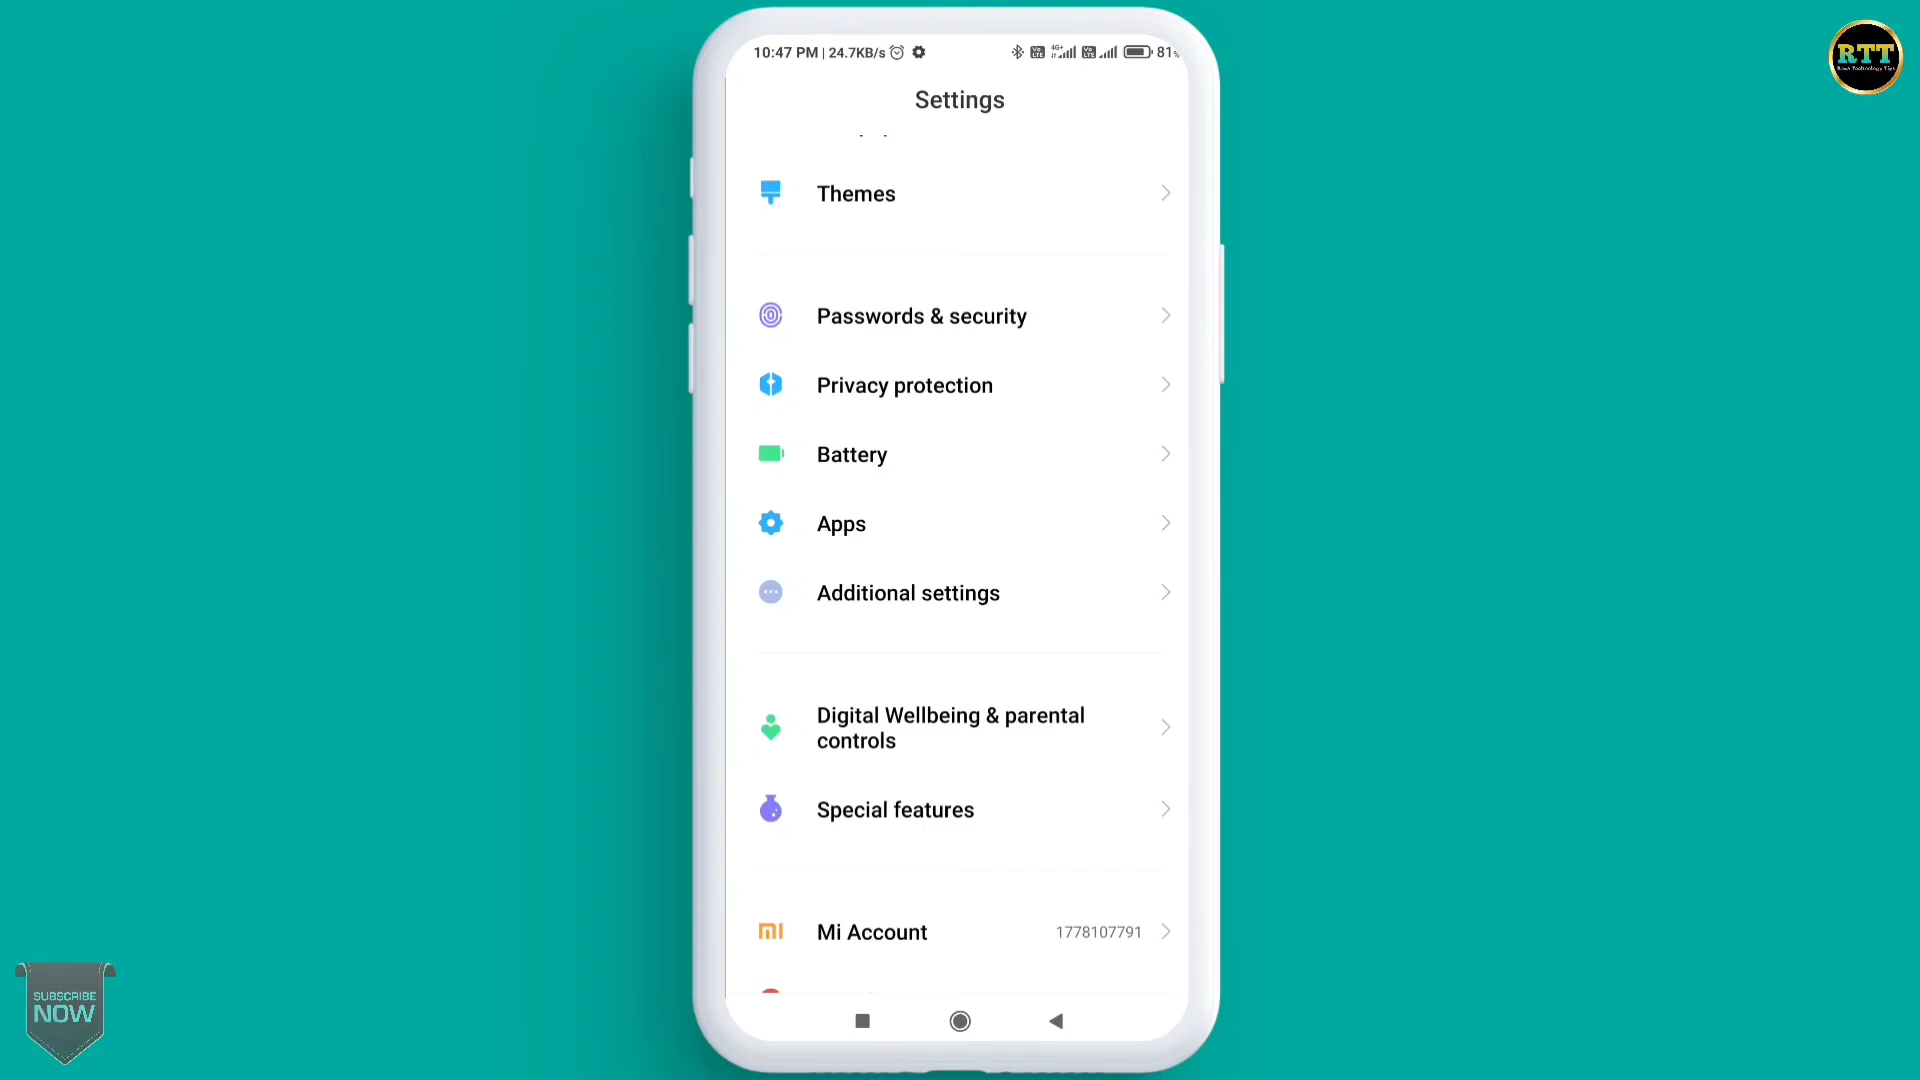 10:47 PM | 24.7KB/s
81%
RTT
Settings
Themes
Passwords & security
Privacy protection
Battery
Apps
Additional settings
Digital Wellbeing & parental
controls
Special features
Mi Account 1778107791
SUBSCRIBE
NOW